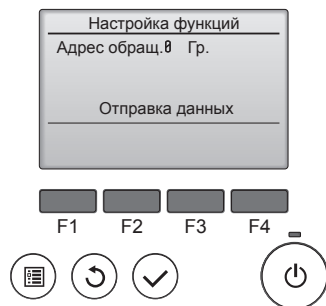 Настройка функций
Адрес обращ.0 Гр.
Отправка данных
F1 F2 F3 F4